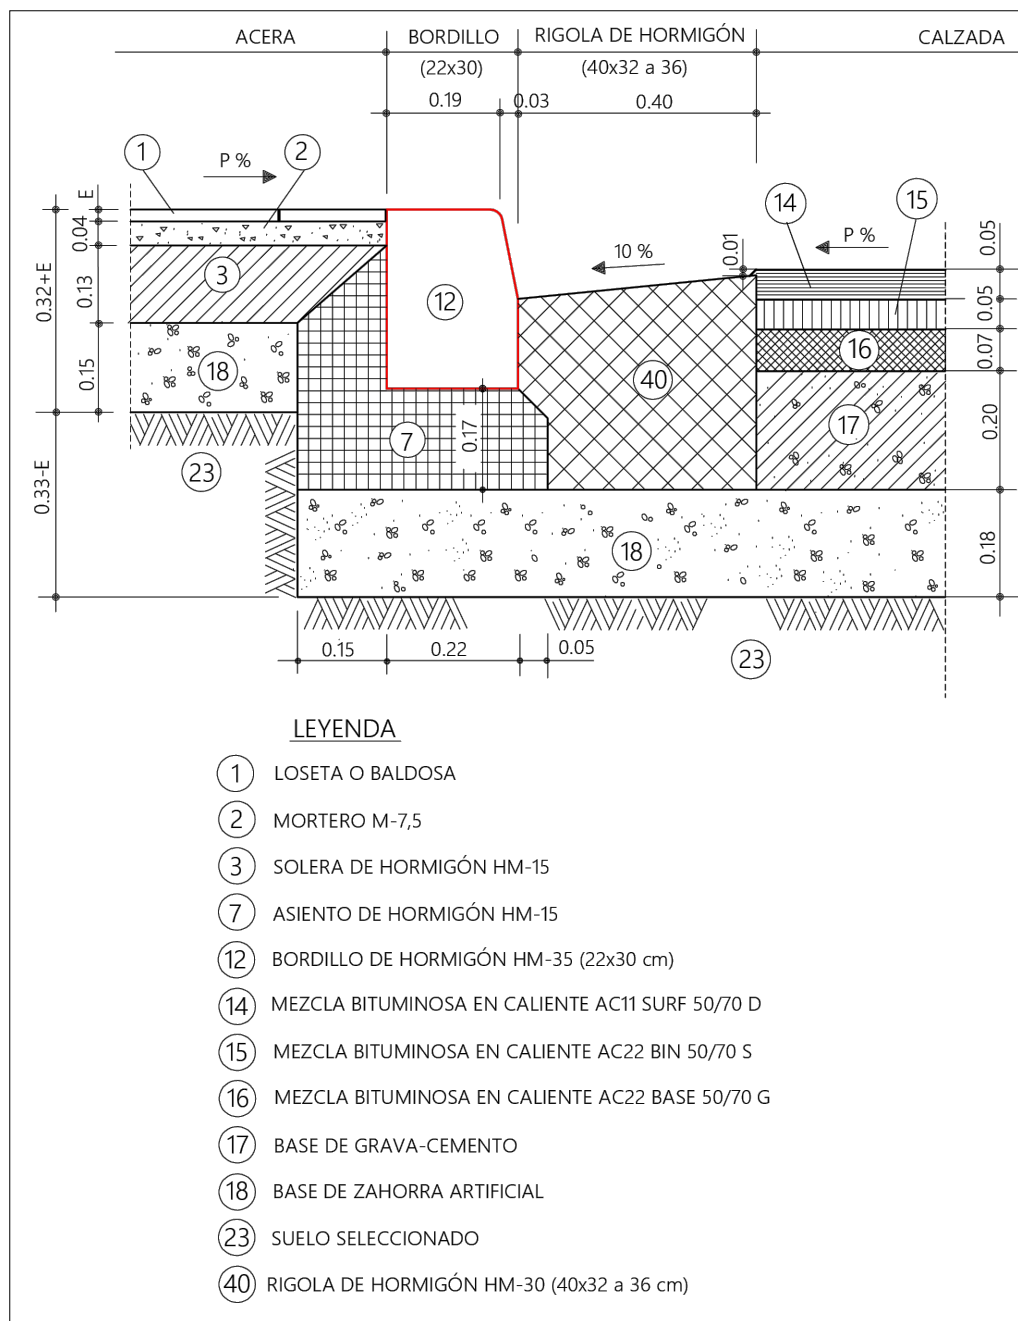 ACERA BORDILLO RIGOLA DE HORMIGÓN CALZADA
(22x30) (40x32 a 36)
0.19 0.03 0.40
1 P % 2
14 15
E
0.04
0.13
0.15
0.32+E
0.33-E
3
18
23
12
7
0.17
10 %
0.01
P %
40
16
17
18
0.05
0.05
0.07
0.20
0.18
0.15 0.22 0.05
23
LEYENDA
1 LOSETA O BALDOSA
2 MORTERO M-7,5
3 SOLERA DE HORMIGÓN HM-15
7 ASIENTO DE HORMIGÓN HM-15
12 BORDILLO DE HORMIGÓN HM-35 (22x30 cm)
14 MEZCLA BITUMINOSA EN CALIENTE AC11 SURF 50/70 D
15 MEZCLA BITUMINOSA EN CALIENTE AC22 BIN 50/70 S
16 MEZCLA BITUMINOSA EN CALIENTE AC22 BASE 50/70 G
17 BASE DE GRAVA-CEMENTO
18 BASE DE ZAHORRA ARTIFICIAL
23 SUELO SELECCIONADO
40 RIGOLA DE HORMIGÓN HM-30 (40x32 a 36 cm)